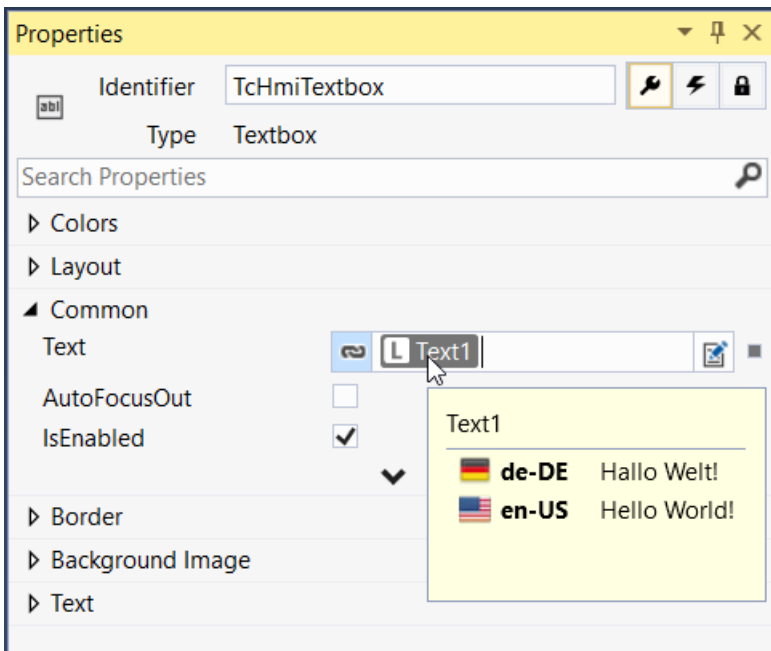 Properties
Identifier TcHmiTextbox
abl
Type Textbox
Search Properties
Colors
Layout
Common
Text L Text1
AutoFocusOut
IsEnabled
Text1
de-DE Hallo Welt!
en-US Hello World!
Border
Background Image
Text